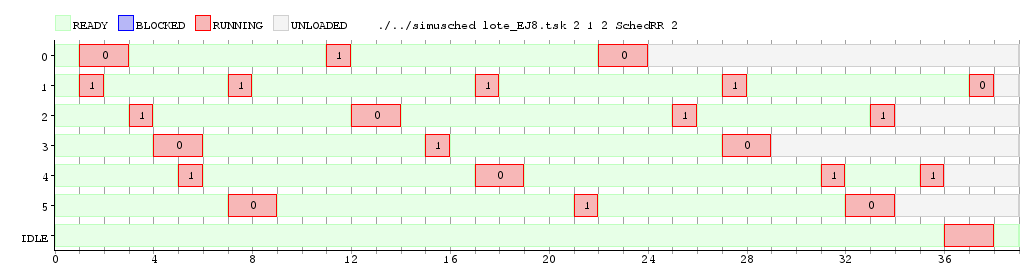 READY BLOCKED RUNNING UNLOADED ./../simusched lote_EJ8.tsk 2 1 2 SchedRR 2
0 0 1 0
1 1 1 1 1 0
2 1 0 1 1
3 0 1 0
4 1 0 1 1
5 0 1 0
IDLE
0 4 8 12 16 20 24 28 32 36